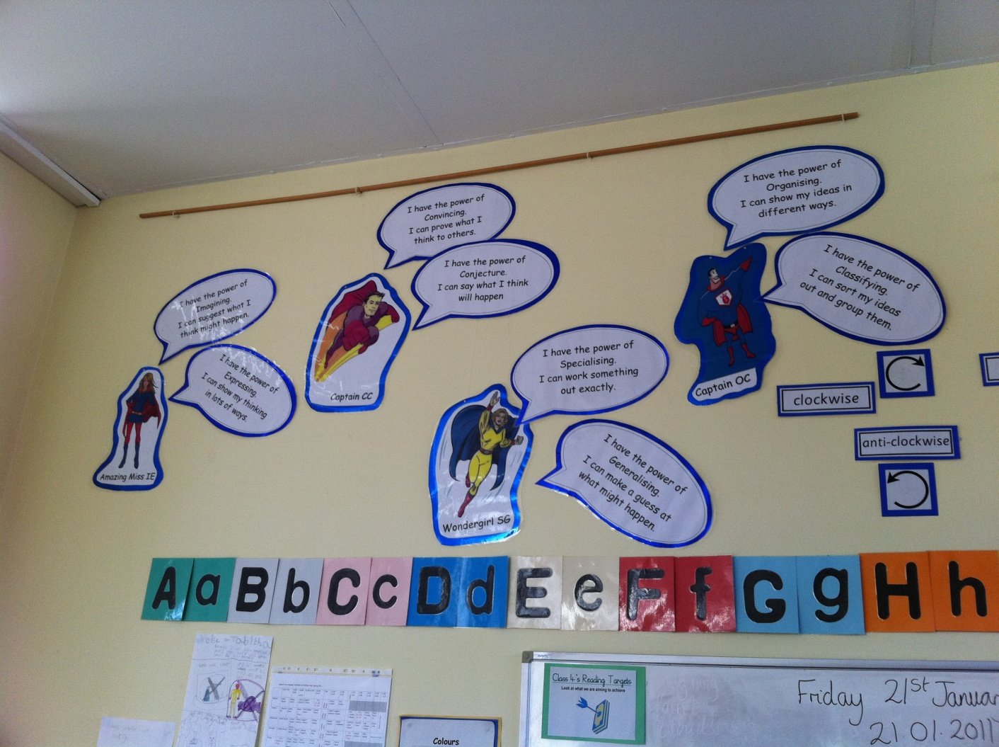 I have the power of
Imagining.
I can suggest what I
think might happen.
I have the power of
Expressing.
I can show my thinking
in lots of ways.
Amazing Miss IE
I have the power of
Convincing.
I can prove what I
think to others.
I have the power of
Conjecture.
I can say what I think
will happen
Captain CC
I have the power of
Specialising.
I can work something
out exactly.
I have the power of
Generalising.
I can make a guess at
what might happen.
Wondergirl SG
I have the power of
Organising.
I can show my ideas in
different ways.
I have the power of
Classifying.
I can sort my ideas
out and group them.
Captain OC
clockwise
anti-clockwise
A a B b C c D d E e F f G g H h
Class 4's Reading Targets
Look at what we are aiming to achieve
Colours
Friday 21st Januar
21.01.2011